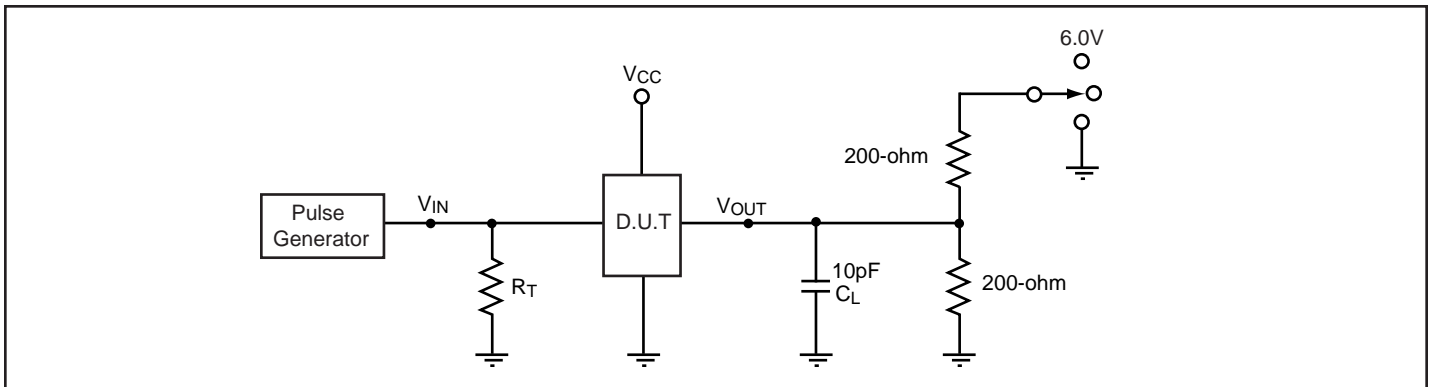 6.0V
VCC
200-ohm
Pulse
Generator
VIN
D.U.T
VOUT
RT
10pF
CL
200-ohm